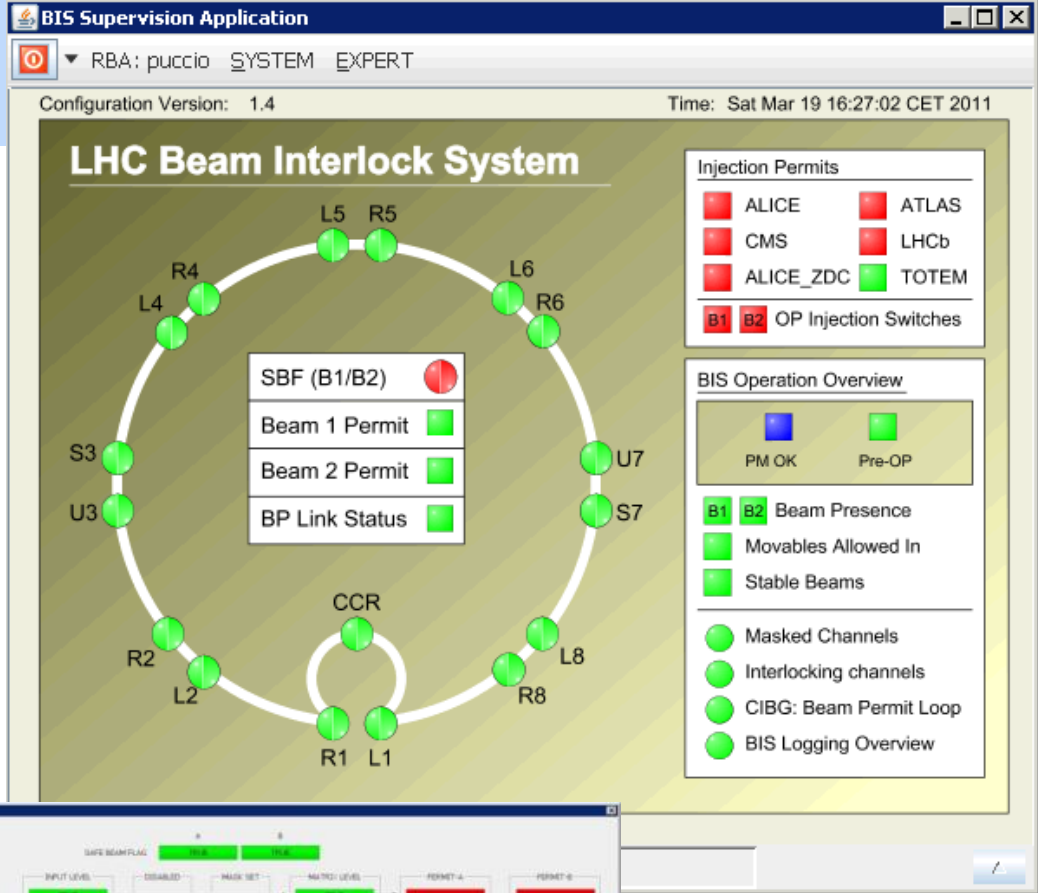 BIS Supervision Application
RBA: puccio SYSTEM EXPERT
Configuration Version: 1.4
Time: Sat Mar 19 16:27:02 CET 2011
LHC Beam Interlock System
L5 R5
R4
L6
L4
R6
S3
U7
U3
S7
R2
L8
L2
R8
CCR
R1 L1
SBF (B1/B2)
Beam 1 Permit
Beam 2 Permit
BP Link Status
Injection Permits
ALICE ATLAS
CMS LHCb
ALICE_ZDC TOTEM
B1 B2 OP Injection Switches
BIS Operation Overview
PM OK Pre-OP
B1 B2 Beam Presence
Movables Allowed In
Stable Beams
Masked Channels
Interlocking channels
CIBG: Beam Permit Loop
BIS Logging Overview
A B
SAFE BEAM FLAG TRUE TRUE
INPUT LEVEL DISABLED MASK SET MATRIX LEVEL PERMIT-A PERMIT-B